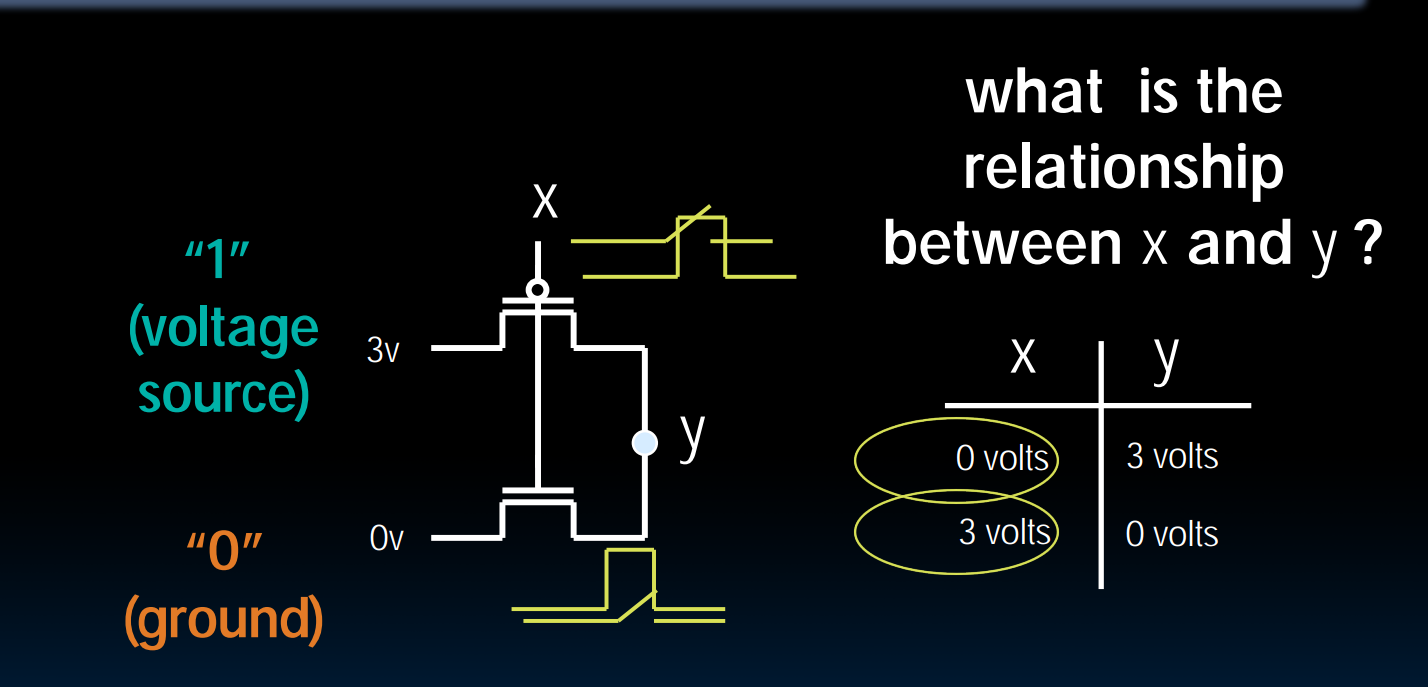 what is the
relationship
between x and y ?
x
“1”
(voltage
source)
3v
y
0v
“0”
(ground)
x y
0 volts 3 volts
3 volts 0 volts